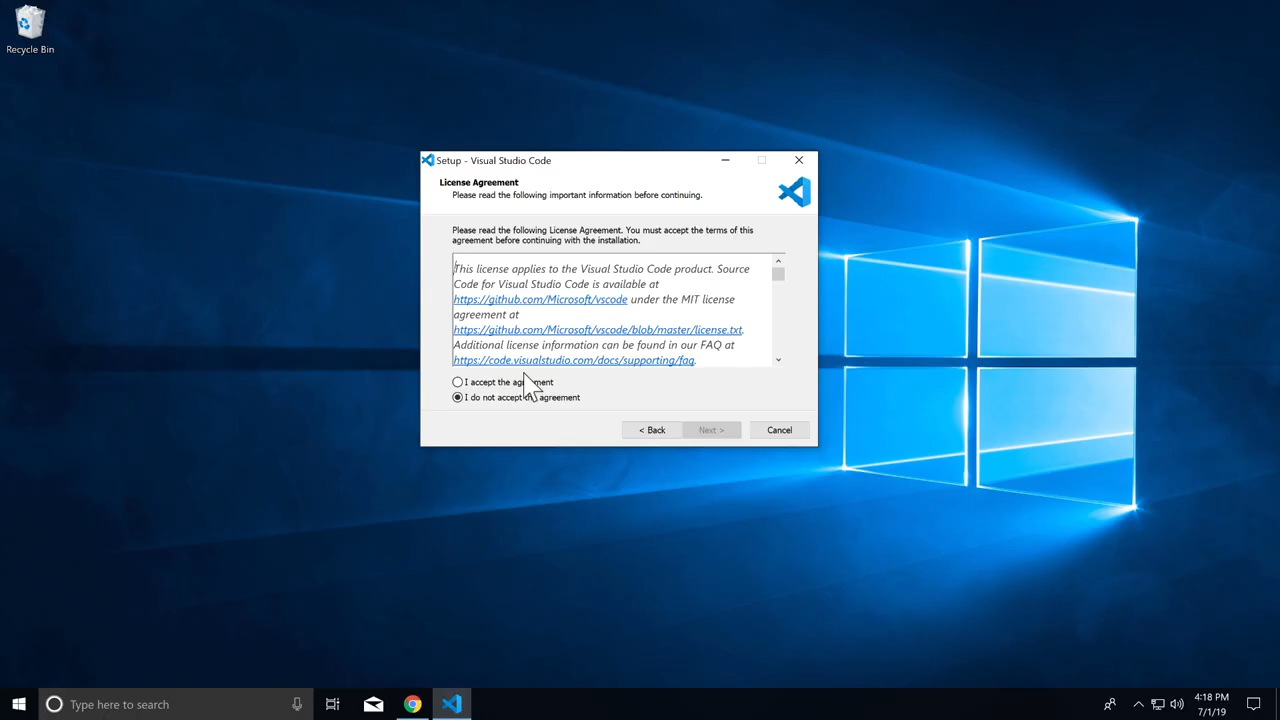 Recycle Bin
Setup - Visual Studio Code
License Agreement
Please read the following important information before continuing.
Please read the following License Agreement. You must accept the terms of this
agreement before continuing with the installation.
This license applies to the Visual Studio Code product. Source
Code for Visual Studio Code is available at
https://github.com/Microsoft/vscode under the MIT license
agreement at
https://github.com/Microsoft/vscode/blob/master/license.txt.
Additional license information can be found in our FAQ at
https://code.visualstudio.com/docs/supporting/faq.
I accept the agreement
I do not accept the agreement
< Back
Next >
Cancel
Type here to search
4:18 PM
7/1/19